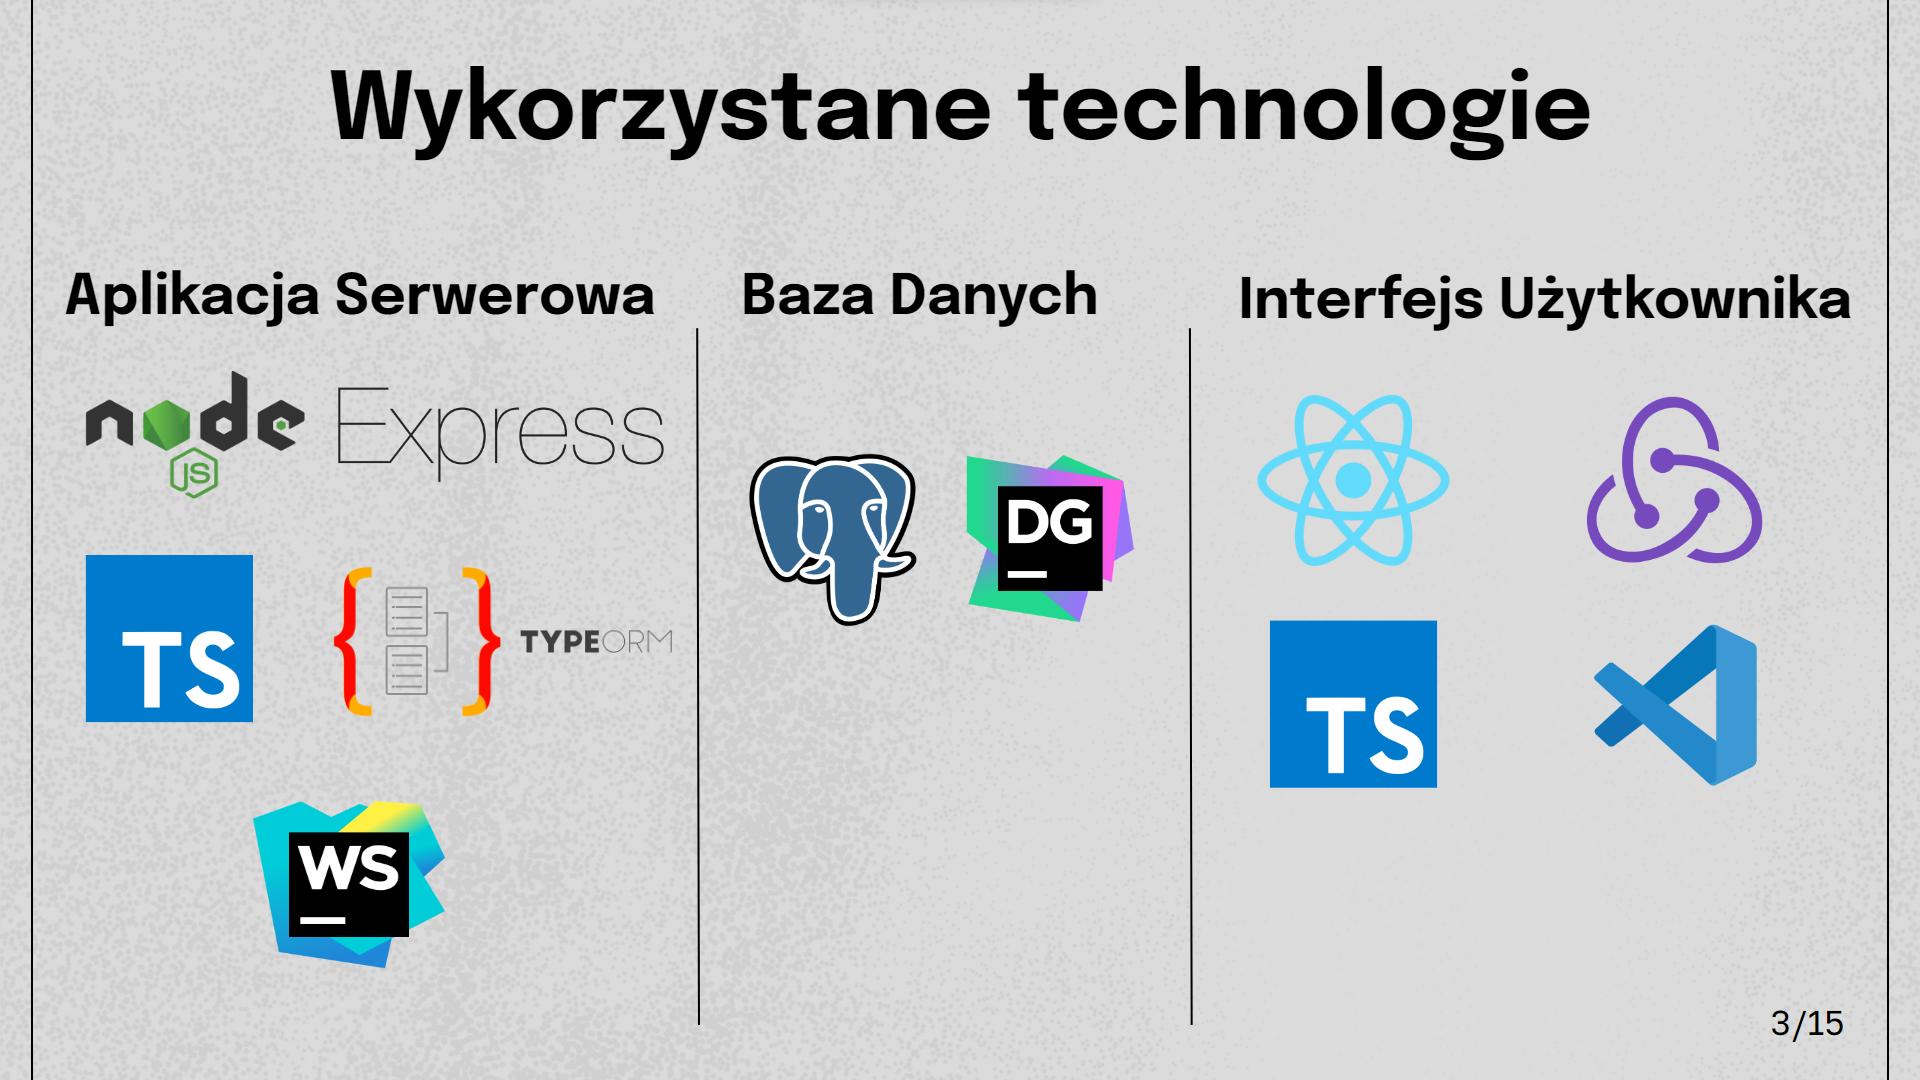 Wykorzystane technologie
Aplikacja Serwerowa
node
JS
Express
TS
TYPEORM
WS
Baza Danych
DG
Interfejs Użytkownika
TS
3/15